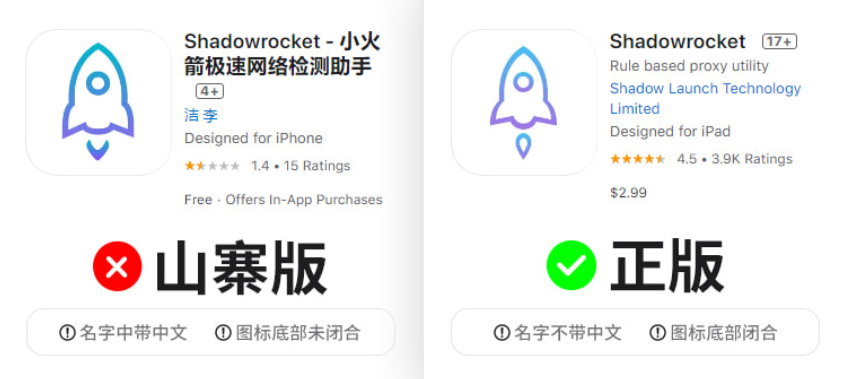 Shadowrocket - 小火
箭极速网络检测助手
4+
洁 李
Designed for iPhone
1.4 • 15 Ratings
Free · Offers In-App Purchases
山寨版
名字中带中文
图标底部未闭合
Shadowrocket 17+
Rule based proxy utility
Shadow Launch Technology
Limited
Designed for iPad
4.5 • 3.9K Ratings
$2.99
正版
名字不带中文
图标底部闭合